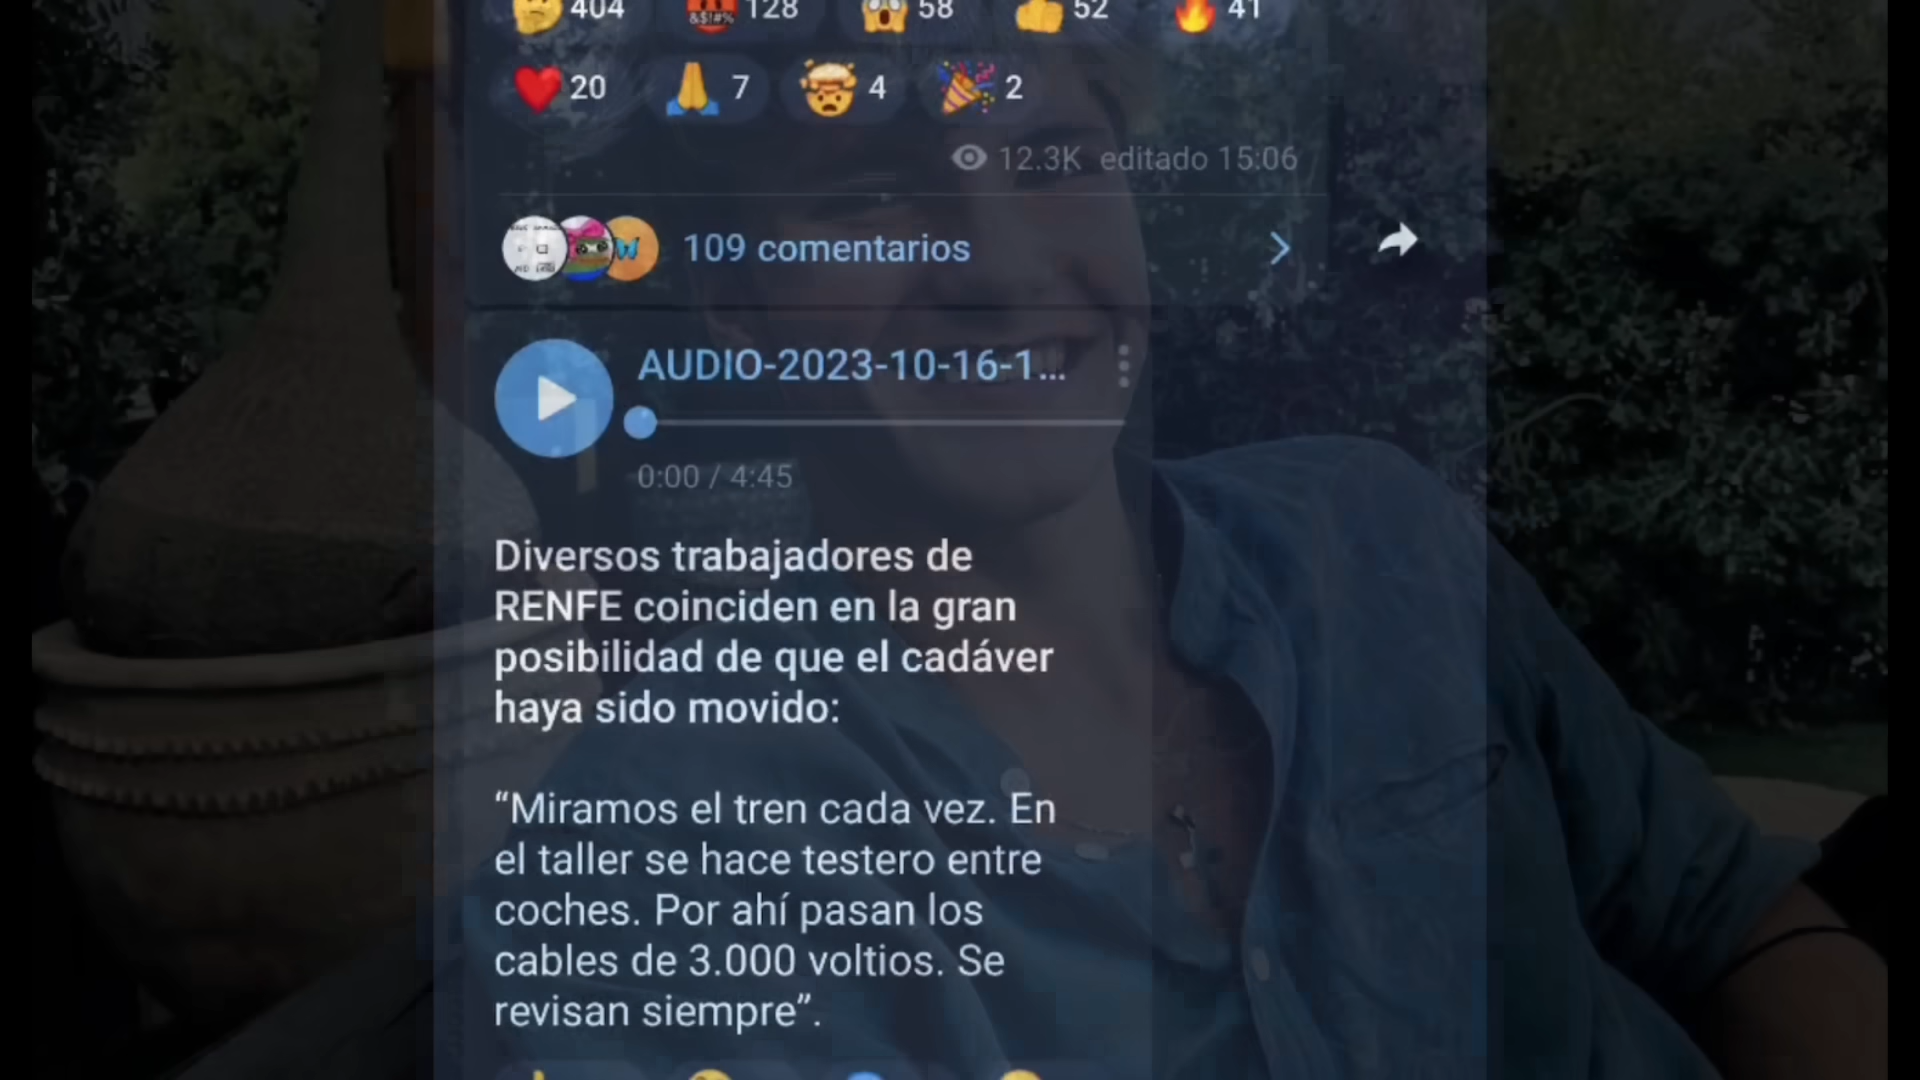 404 128 58 52 41
20 7 4 2
12.3K editado 15:06
109 comentarios
AUDIO-2023-10-16-1...
0:00 / 4:45
Diversos trabajadores de
RENFE coinciden en la gran
posibilidad de que el cadáver
haya sido movido:
“Miramos el tren cada vez. En
el taller se hace testero entre
coches. Por ahí pasan los
cables de 3.000 voltios. Se
revisan siempre”.